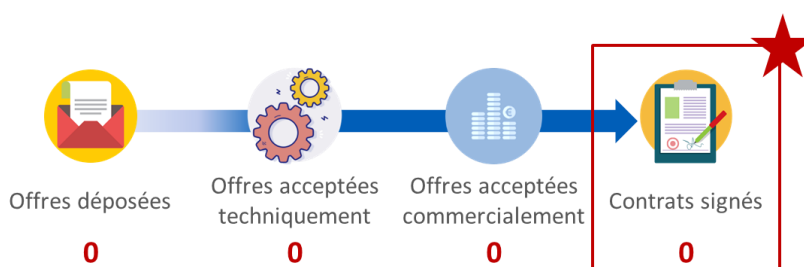 Offres déposées
0
Offres acceptées
techniquement
0
Offres acceptées
commercialement
0
Contrats signés
0